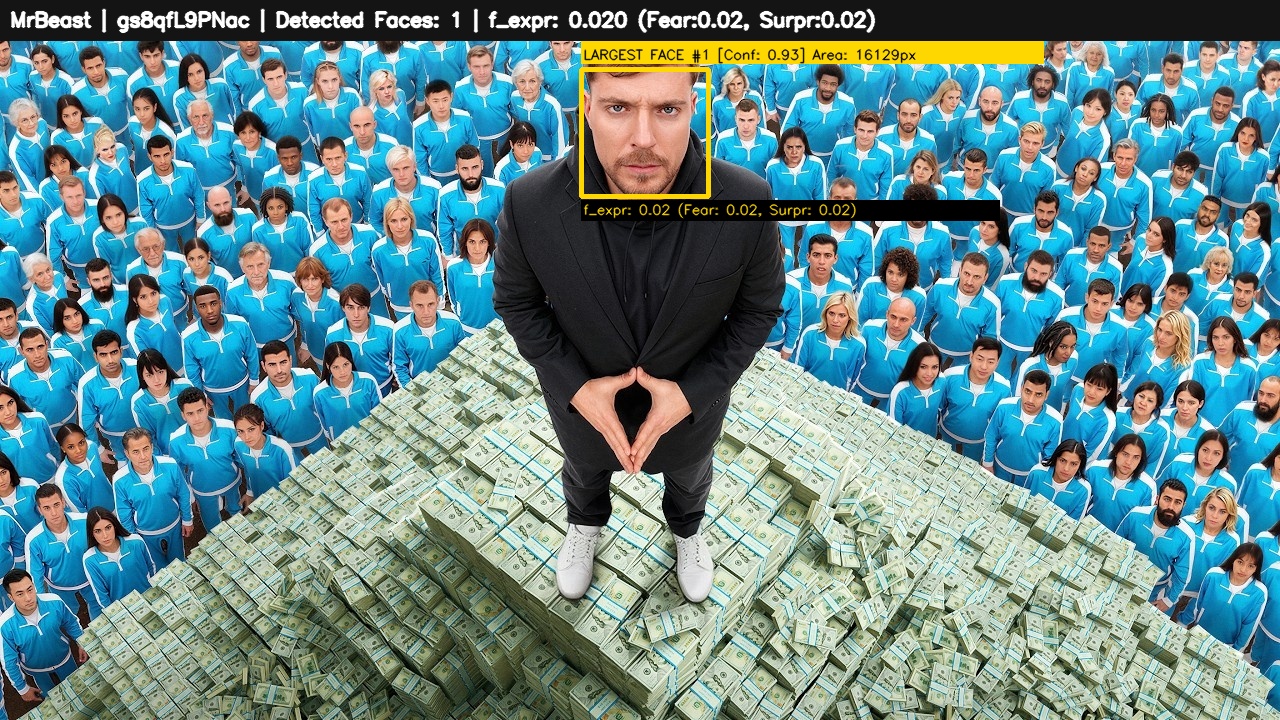 MrBeast | gs8qfL9PNac | Detected Faces: 1 | f_expr: 0.020 (Fear:0.02, Surpr:0.02)
LARGEST FACE #1 [Conf: 0.93] Area: 16129px
f_expr: 0.02 (Fear: 0.02, Surpr: 0.02)